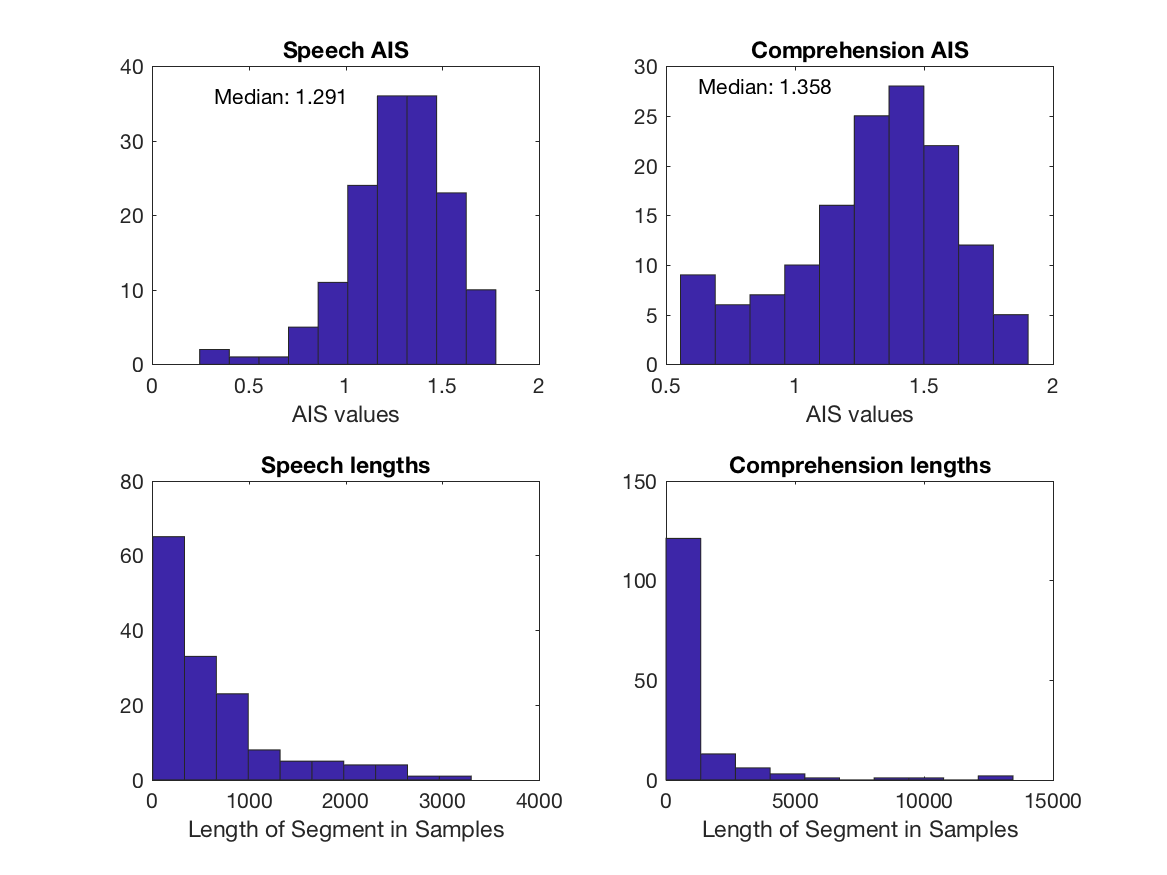 Speech AIS
40
30
20
10
0
Median: 1.291
0 0.5 1 1.5 2
AIS values
Comprehension AIS
30
25
20
15
10
5
0
Median: 1.358
0.5 1 1.5 2
AIS values
Speech lengths
80
60
40
20
0
0 1000 2000 3000 4000
Length of Segment in Samples
Comprehension lengths
150
100
50
0
0 5000 10000 15000
Length of Segment in Samples